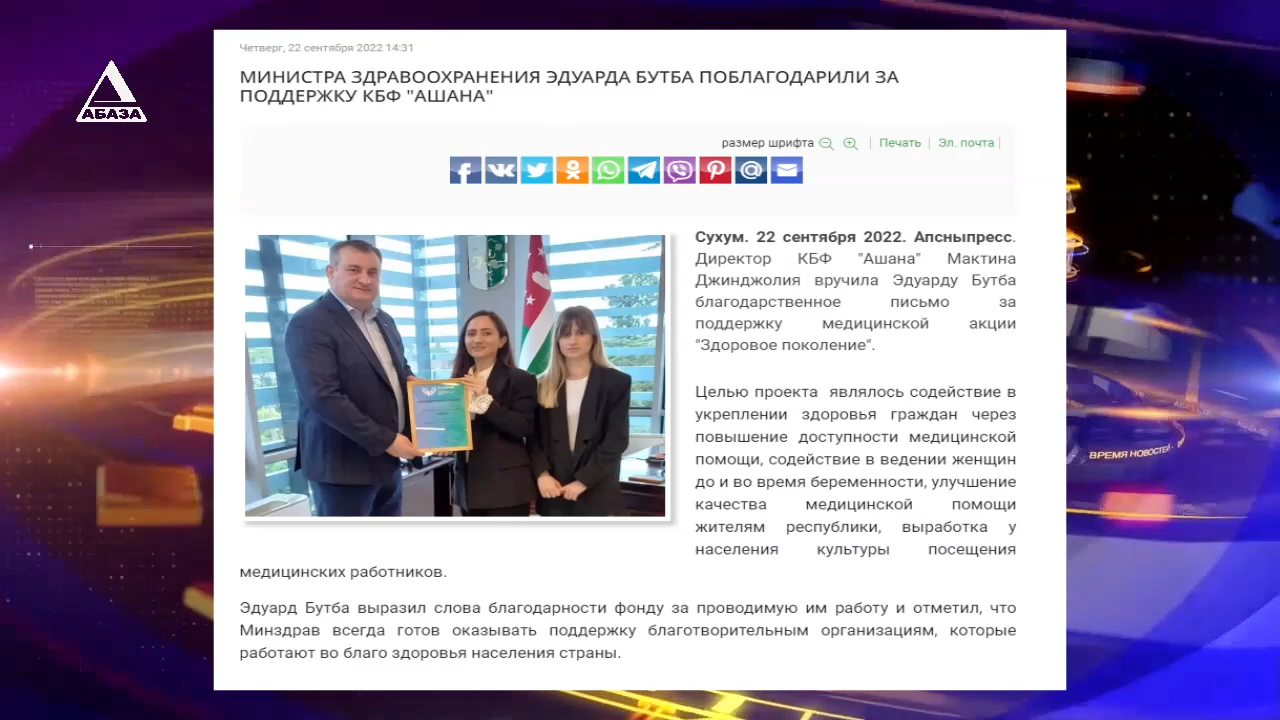 АБАЗА
Четверг, 22 сентября 2022 14:31
МИНИСТРА ЗДРАВООХРАНЕНИЯ ЭДУАРДА БУТБА ПОБЛАГОДАРИЛИ ЗА
ПОДДЕРЖКУ КБФ "АШАНА"
размер шрифта Печать Эл. почта
Сухум. 22 сентября 2022. Апсныпресс.
Директор КБФ "Ашана" Мактина
Джинджолия вручила Эдуарду Бутба
благодарственное письмо за
поддержку медицинской акции
"Здоровое поколение".
Целью проекта являлось содействие в
укреплении здоровья граждан через
повышение доступности медицинской
помощи, содействие в ведении женщин
до и во время беременности, улучшение
качества медицинской помощи
жителям республики, выработка у
населения культуры посещения
медицинских работников.
Эдуард Бутба выразил слова благодарности фонду за проводимую им работу и отметил, что
Минздрав всегда готов оказывать поддержку благотворительным организациям, которые
работают во благо здоровья населения страны.
ВРЕМЯ НОВОСТЕЙ